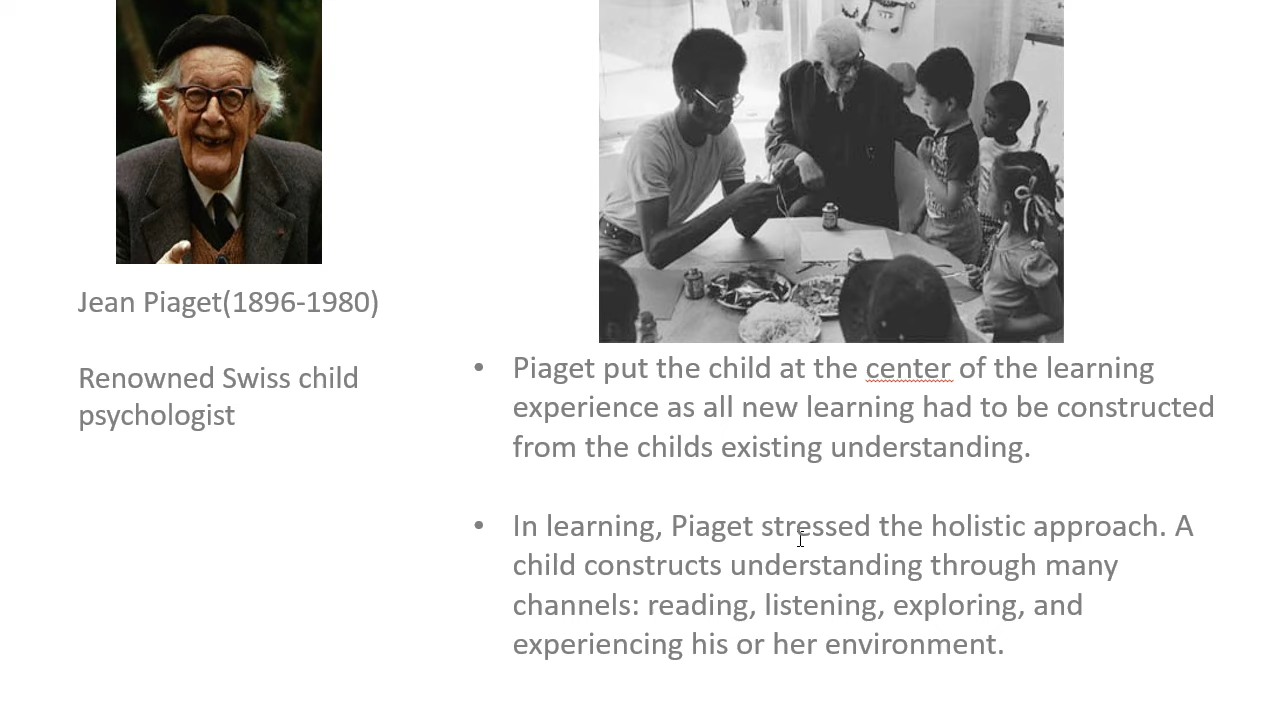 Jean Piaget(1896-1980)
Renowned Swiss child
psychologist
• Piaget put the child at the center of the learning
experience as all new learning had to be constructed
from the childs existing understanding.
• In learning, Piaget stressed the holistic approach. A
child constructs understanding through many
channels: reading, listening, exploring, and
experiencing his or her environment.